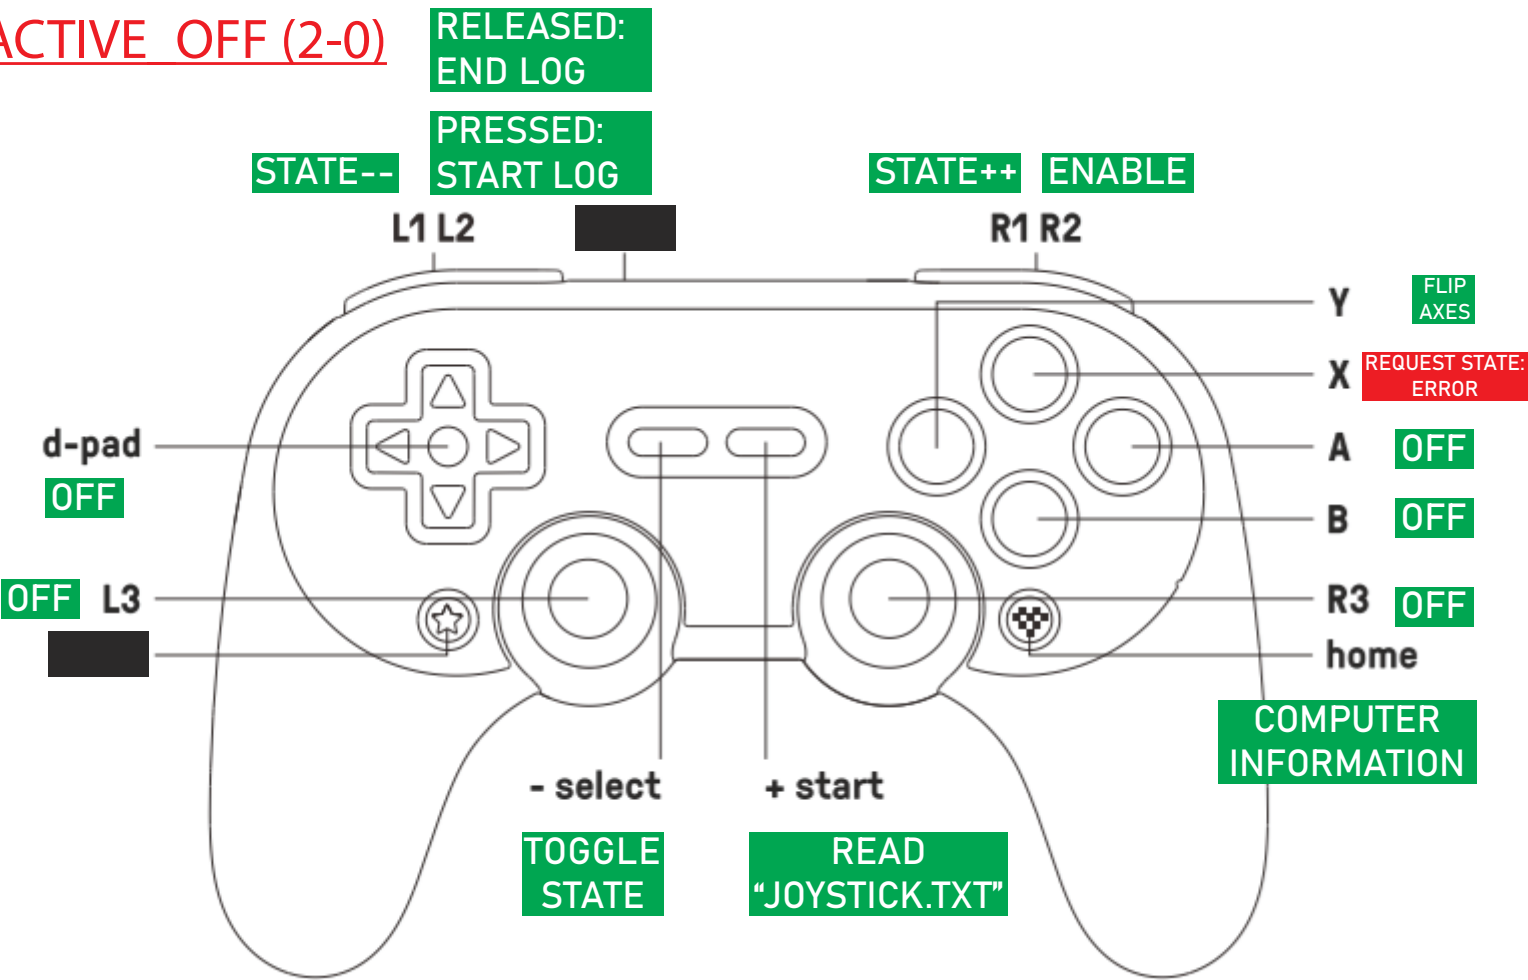 ACTIVE OFF (2-0)
RELEASED:
END LOG
PRESSED:
START LOG
STATE--
STATE++ ENABLE
L1 L2
R1 R2
Y
FLIP
AXES
X
REQUEST STATE:
ERROR
d-pad
OFF
A OFF
B OFF
OFF L3
R3 OFF
home
COMPUTER
INFORMATION
- select
+ start
TOGGLE
STATE
READ
“JOYSTICK.TXT”